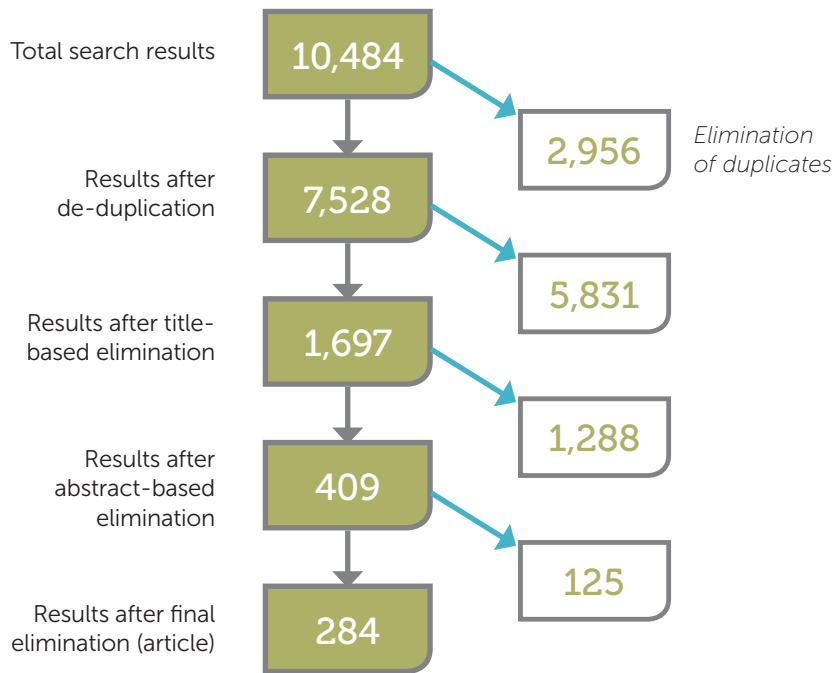 Total search results
10,484
2,956
Elimination
of duplicates
Results after
de-duplication
7,528
5,831
Results after title-
based elimination
1,697
1,288
Results after
abstract-based
elimination
409
125
Results after final
elimination (article)
284